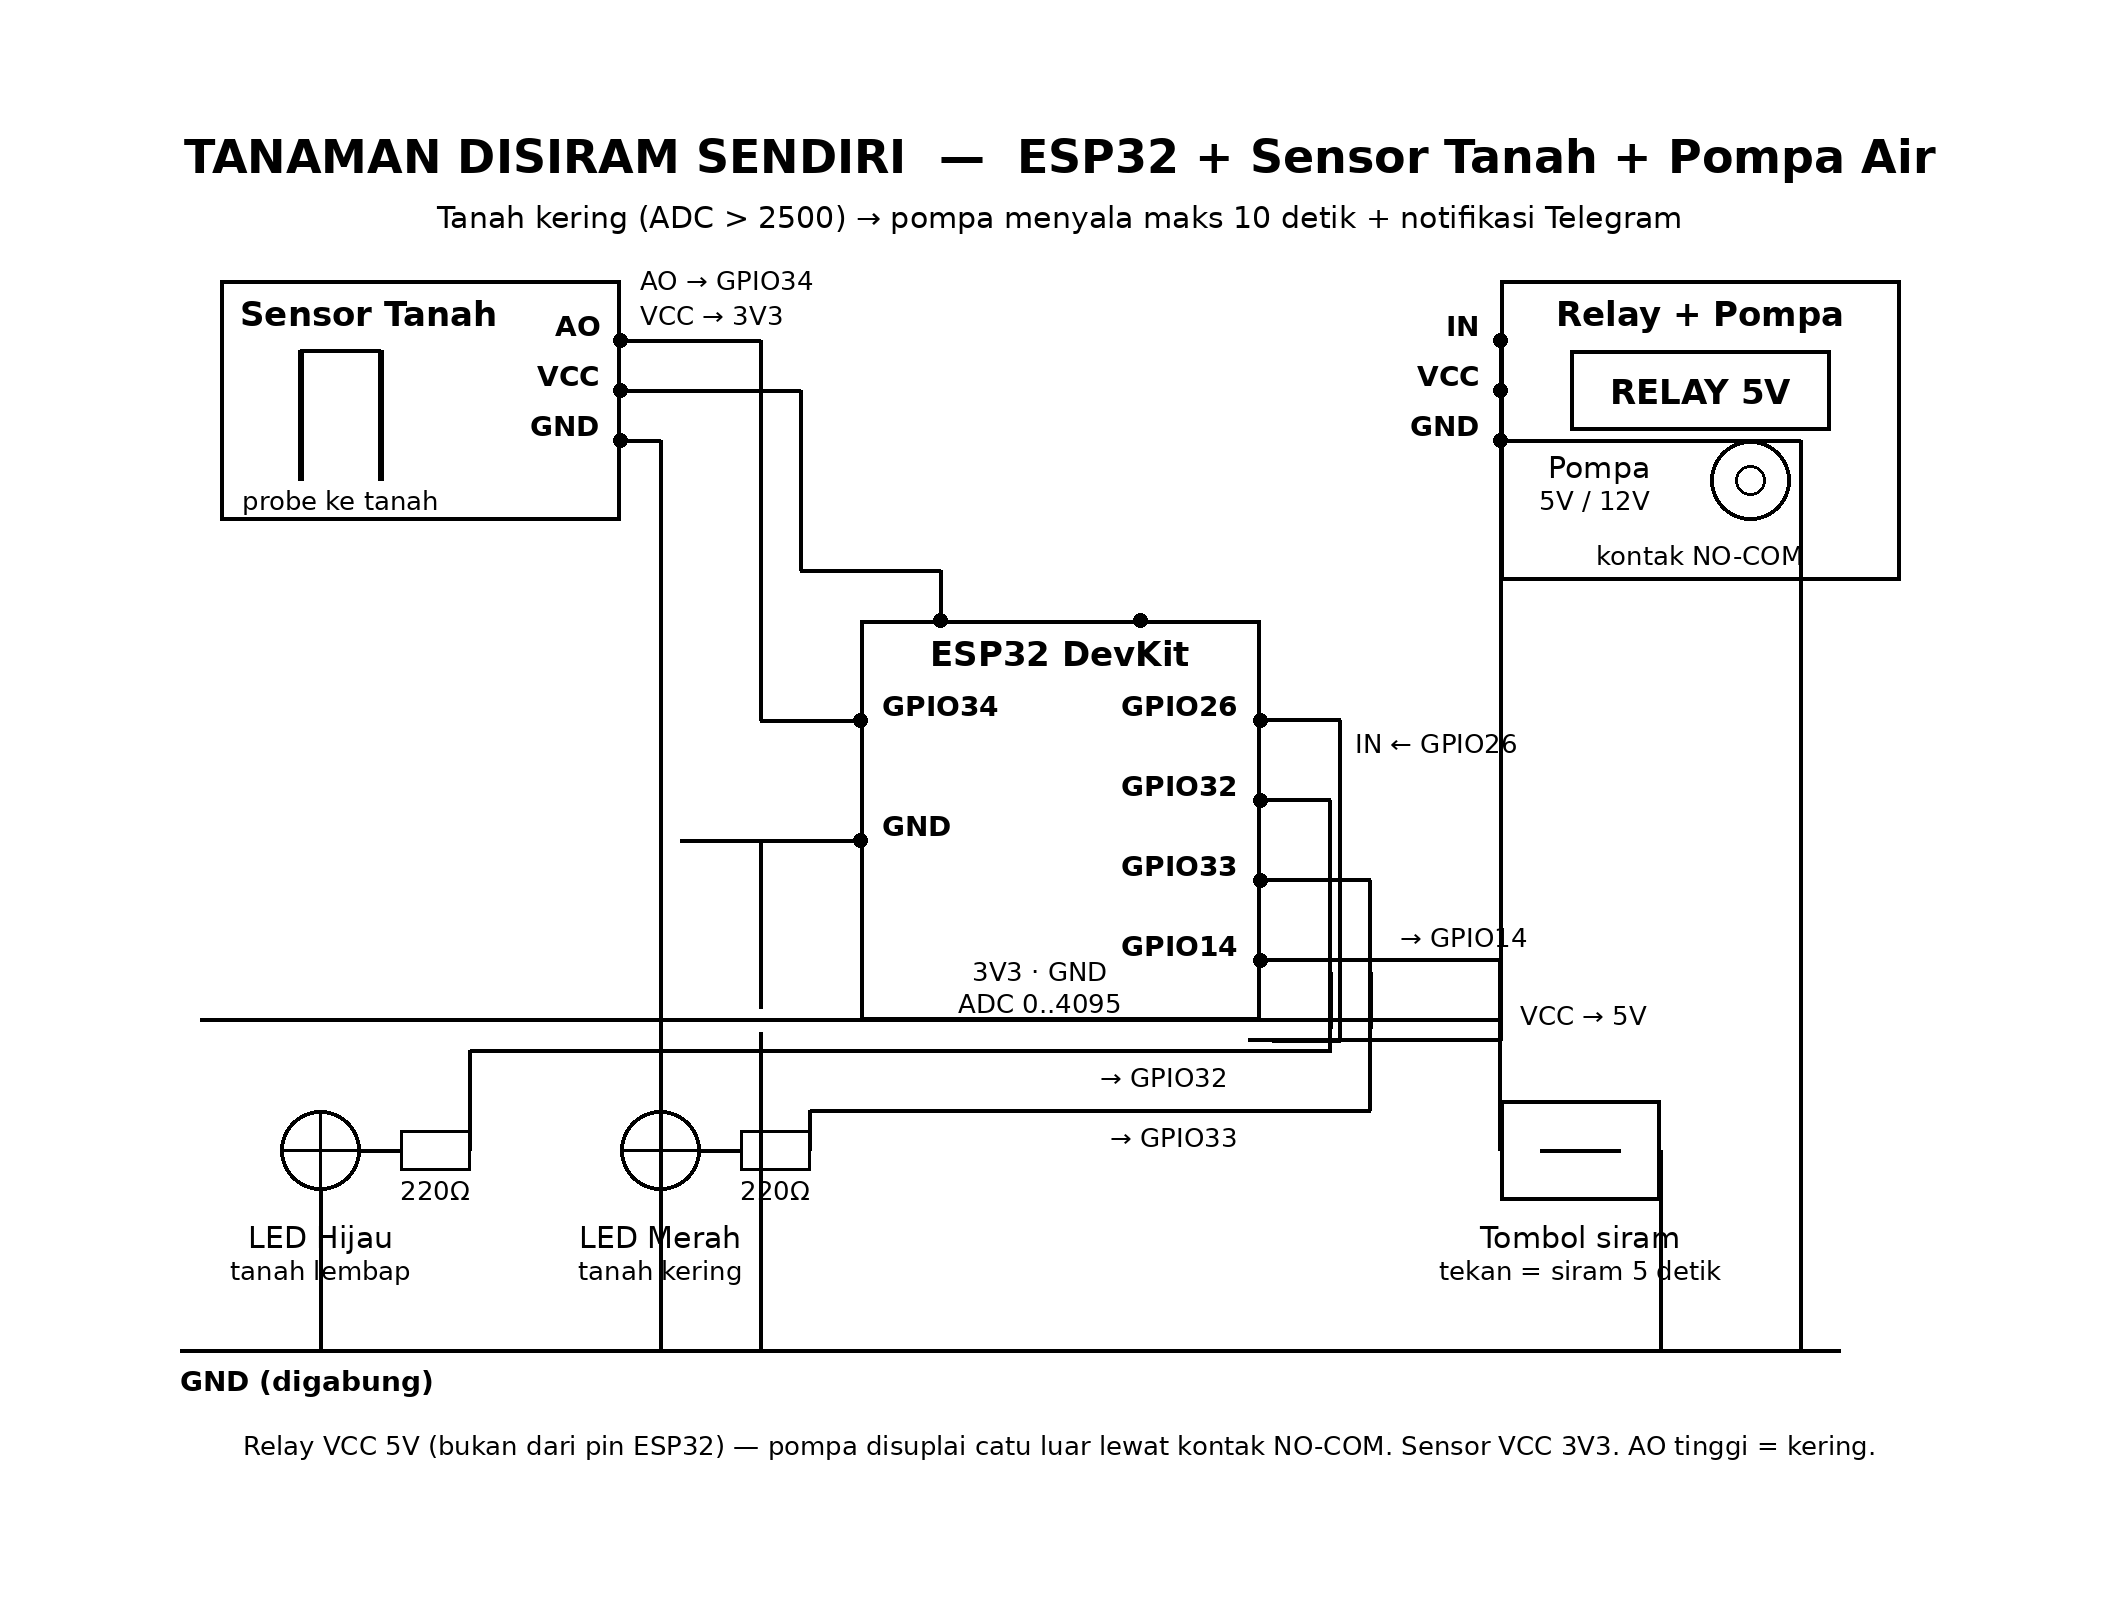 TANAMAN DISIRAM SENDIRI — ESP32 + Sensor Tanah + Pompa Air
Tanah kering (ADC > 2500) → pompa menyala maks 10 detik + notifikasi Telegram
Sensor Tanah
AO
VCC
GND
probe ke tanah
AO → GPIO34
VCC → 3V3
IN
VCC
GND
Relay + Pompa
RELAY 5V
Pompa
5V / 12V
kontak NO-COM
ESP32 DevKit
GPIO34
GND
GPIO26
GPIO32
GPIO33
GPIO14
3V3 · GND
ADC 0..4095
IN ← GPIO26
→ GPIO14
VCC → 5V
→ GPIO32
→ GPIO33
220Ω
LED Hijau
tanah lembap
220Ω
LED Merah
tanah kering
Tombol siram
tekan = siram 5 detik
GND (digabung)
Relay VCC 5V (bukan dari pin ESP32) — pompa disuplai catu luar lewat kontak NO-COM. Sensor VCC 3V3. AO tinggi = kering.